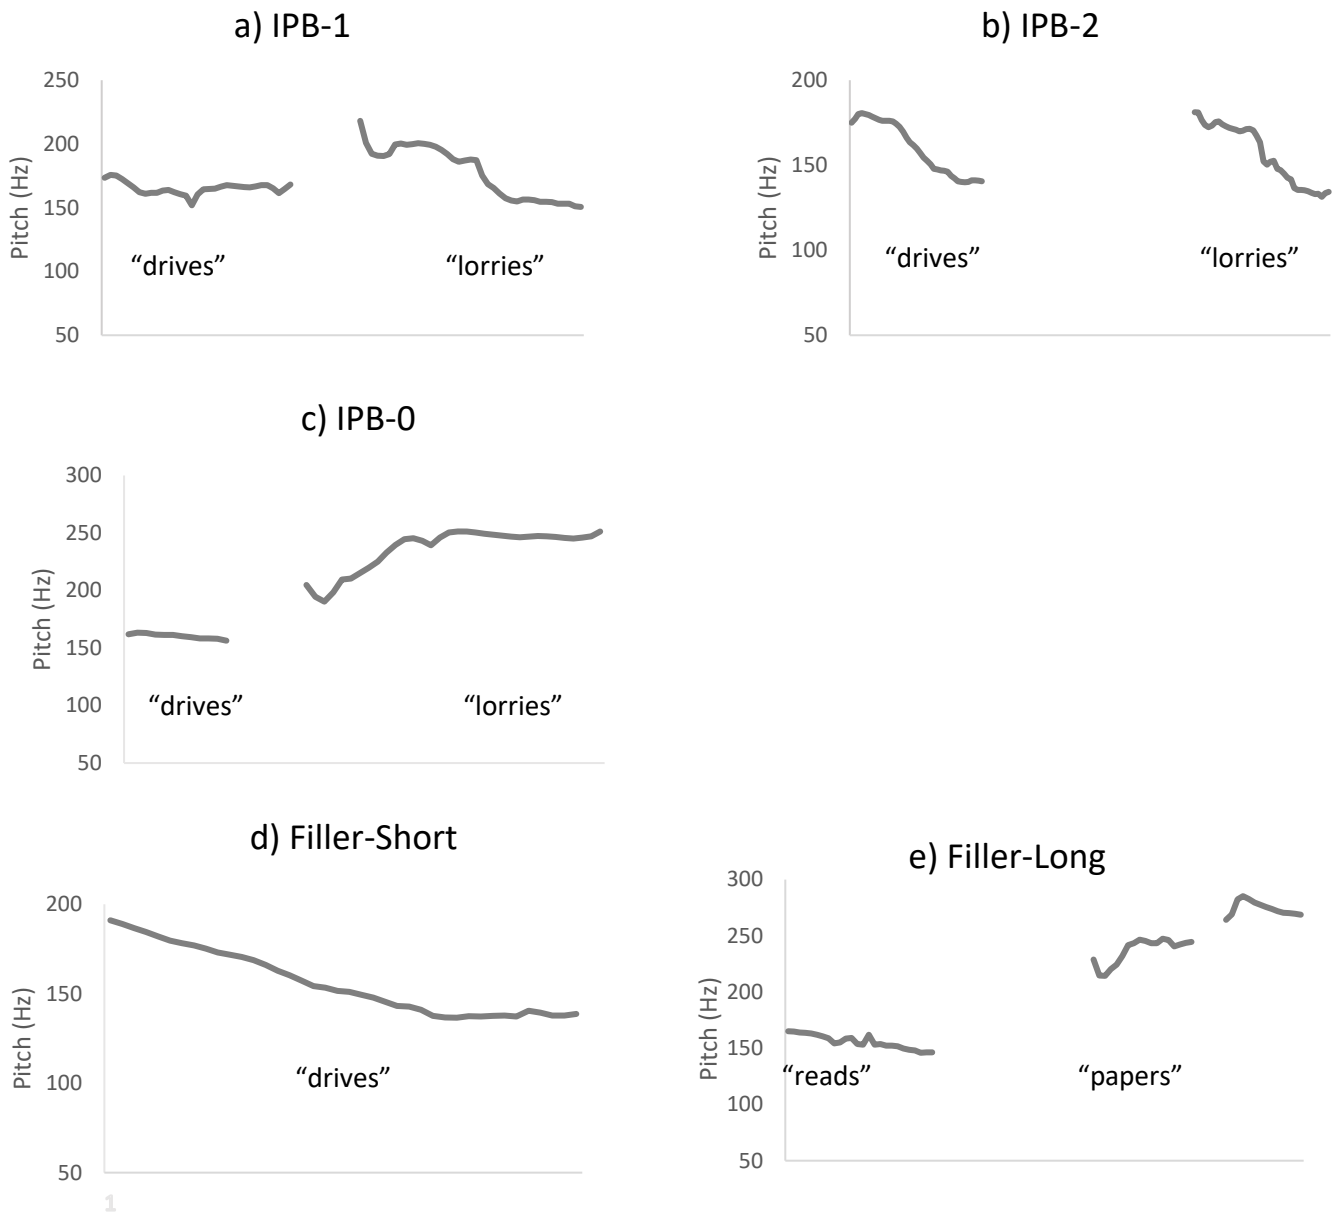 a) IPB-1
250
200
150
100
50
Pitch (Hz)
“drives”
“lorries”
b) IPB-2
200
150
100
50
Pitch (Hz)
“drives”
“lorries”
c) IPB-0
300
250
200
150
100
50
Pitch (Hz)
“drives”
“lorries”
d) Filler-Short
200
150
100
50
Pitch (Hz)
“drives”
1
e) Filler-Long
300
250
200
150
100
50
Pitch (Hz)
“reads”
“papers”